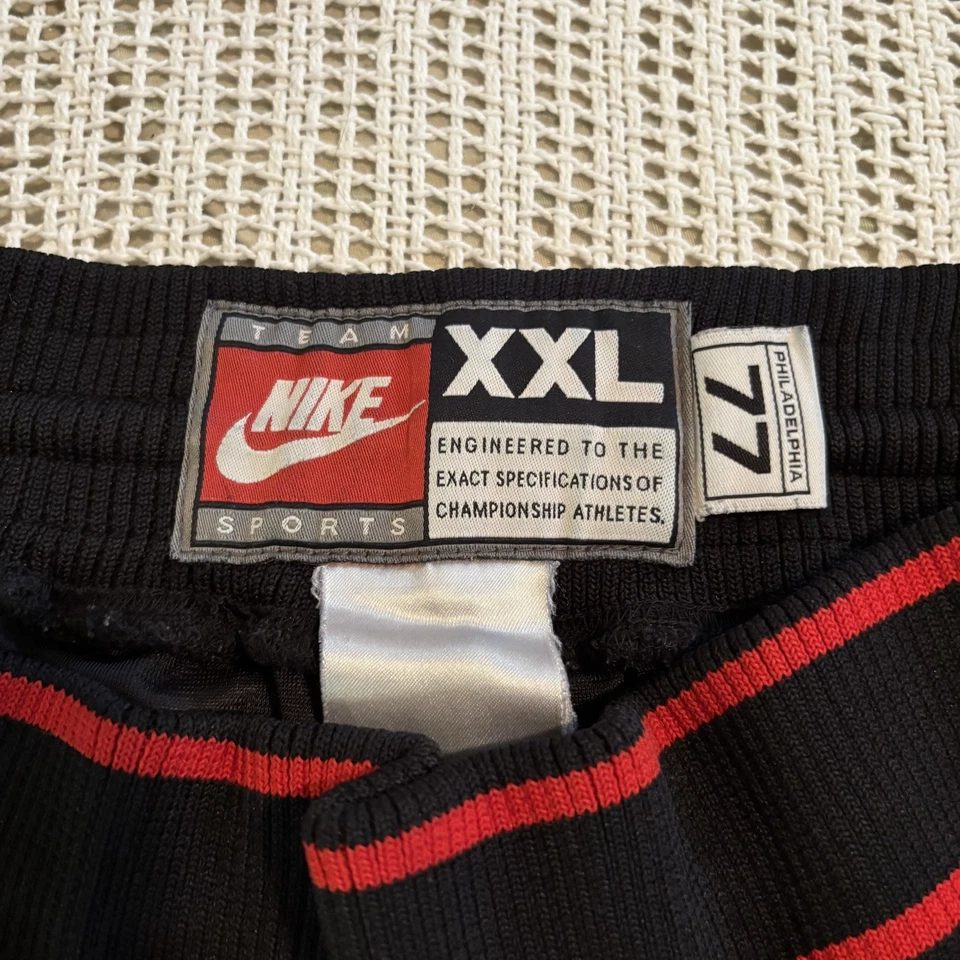 TEAM
NIKE
SPORTS
XXL
ENGINEERED TO THE
EXACT SPECIFICATIONS OF
CHAMPIONSHIP ATHLETES.
PHILADELPHIA
77